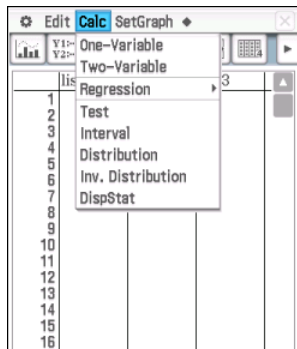 Edit Calc SetGraph
One-Variable
Two-Variable
Regression
Test
Interval
Distribution
Inv. Distribution
DispStat
lis 3
1
2
3
4
5
6
7
8
9
10
11
12
13
14
15
16